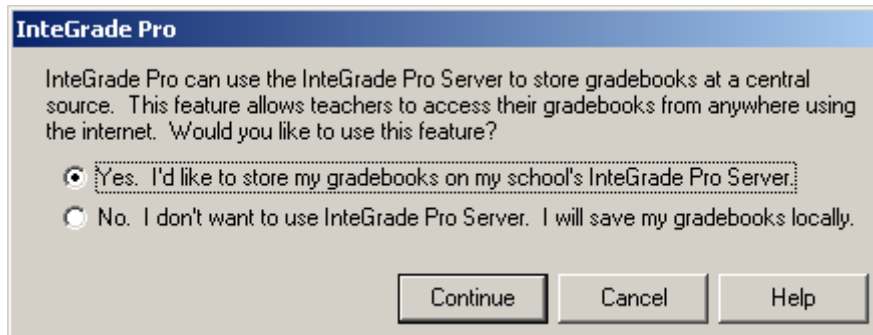 InteGrade Pro
InteGrade Pro can use the InteGrade Pro Server to store gradebooks at a central
source. This feature allows teachers to access their gradebooks from anywhere using
the internet. Would you like to use this feature?
Yes. I'd like to store my gradebooks on my school's InteGrade Pro Server.
No. I don't want to use InteGrade Pro Server. I will save my gradebooks locally.
Continue Cancel Help